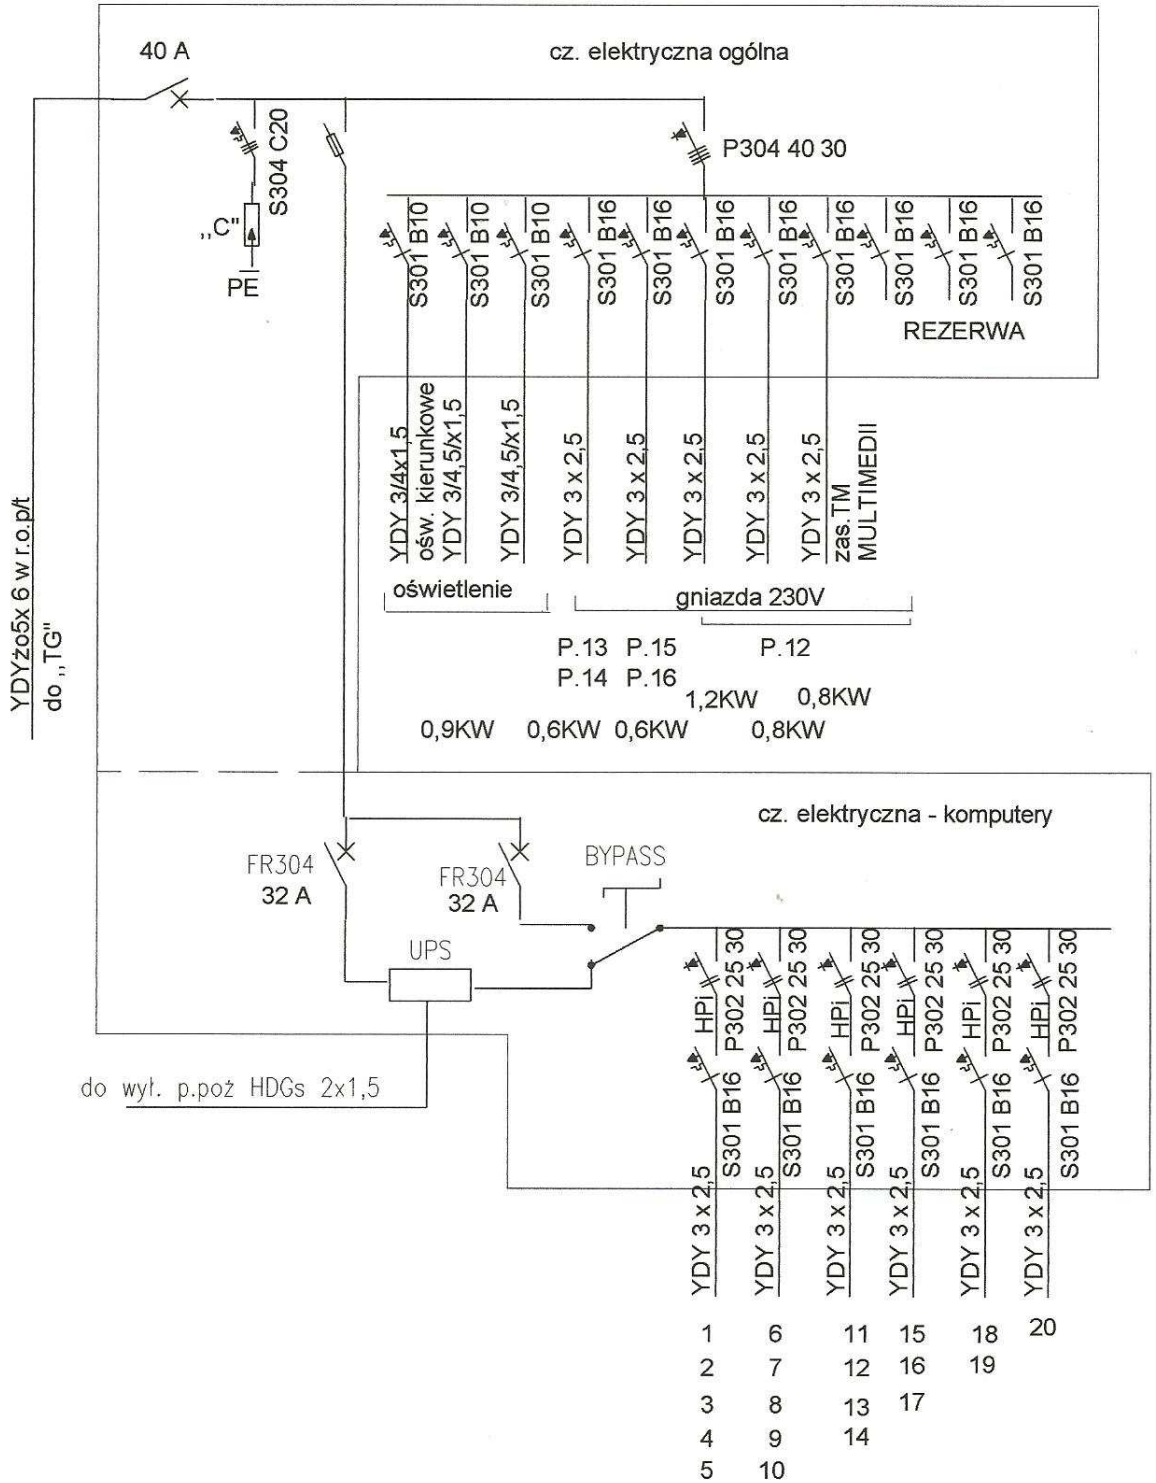 40 A
cz. elektryczna ogólna
S304 C20
P304 40 30
,,C"
PE
S301 B10
S301 B10
S301 B10
S301 B16
S301 B16
S301 B16
S301 B16
S301 B16
S301 B16
S301 B16
S301 B16
REZERWA
YDYżo5x 6 w r.o.p/t
do ,,TG"
YDY 3/4x1,5
ośw. kierunkowe
YDY 3/4,5/x1,5
YDY 3/4,5/x1,5
YDY 3 x 2,5
YDY 3 x 2,5
YDY 3 x 2,5
YDY 3 x 2,5
YDY 3 x 2,5
zas.TM
MULTIMEDII
oświetlenie
gniazda 230V
P.13 P.15 P.12
P.14 P.16
1,2KW 0,8KW
0,9KW 0,6KW 0,6KW 0,8KW
cz. elektryczna - komputery
FR304
32 A
FR304
32 A
BYPASS
UPS
do wył. p.poż HDGs 2x1,5
HPi
P302 25 30
HPi
P302 25 30
HPi
P302 25 30
HPi
P302 25 30
HPi
P302 25 30
HPi
P302 25 30
S301 B16
S301 B16
S301 B16
S301 B16
S301 B16
S301 B16
YDY 3 x 2,5
YDY 3 x 2,5
YDY 3 x 2,5
YDY 3 x 2,5
YDY 3 x 2,5
YDY 3 x 2,5
1 6 11 15 18 20
2 7 12 16 19
3 8 13 17
4 9 14
5 10